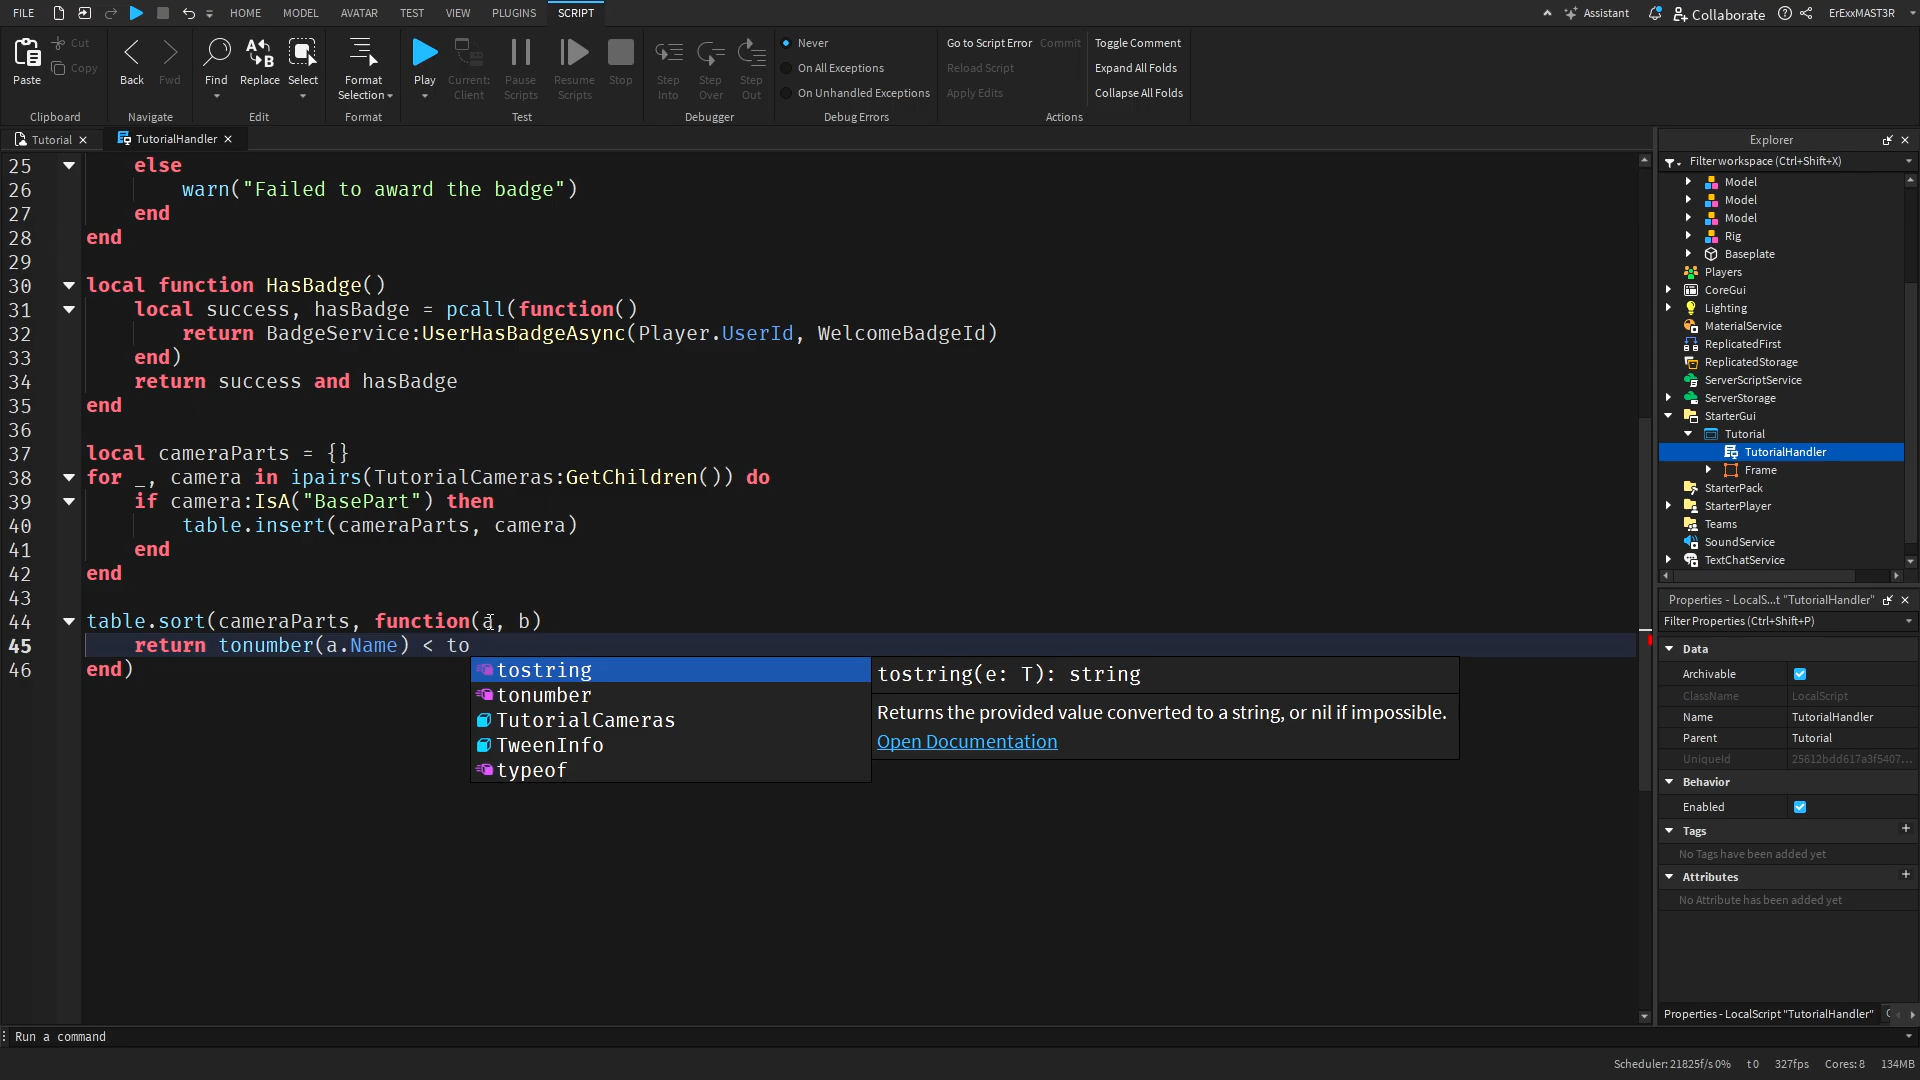 FILE HOME MODEL AVATAR TEST VIEW PLUGINS SCRIPT Assistant Collaborate ErExxMAST3R
Paste Cut Copy Clipboard
Back Fwd Navigate
Find Replace Select Edit
Format Selection Format
Play Current: Client Pause Scripts Resume Scripts Stop Test
Step Into Step Over Step Out Debugger
Never
On All Exceptions
On Unhandled Exceptions
Debug Errors
Go to Script Error Commit Toggle Comment
Reload Script Expand All Folds
Apply Edits Collapse All Folds
Actions
Tutorial TutorialHandler
25 else
26 warn("Failed to award the badge")
27 end
28 end
29
30 local function HasBadge()
31 local success, hasBadge = pcall(function()
32 return BadgeService:UserHasBadgeAsync(Player.UserId, WelcomeBadgeId)
33 end)
34 return success and hasBadge
35 end
36
37 local cameraParts = {}
38 for _, camera in ipairs(TutorialCameras:GetChildren()) do
39 if camera:IsA("BasePart") then
40 table.insert(cameraParts, camera)
41 end
42 end
43
44 table.sort(cameraParts, function(a, b)
45 return tonumber(a.Name) < to
46 end)
tostring
tonumber
TutorialCameras
TweenInfo
typeof
tostring(e: T): string
Returns the provided value converted to a string, or nil if impossible.
Open Documentation
Explorer
Filter workspace (Ctrl+Shift+X)
Model
Model
Model
Rig
Baseplate
Players
CoreGui
Lighting
MaterialService
ReplicatedFirst
ReplicatedStorage
ServerScriptService
ServerStorage
StarterGui
Tutorial
TutorialHandler
Frame
StarterPack
StarterPlayer
Teams
SoundService
TextChatService
Properties - LocalS...t "TutorialHandler"
Filter Properties (Ctrl+Shift+P)
Data
Archivable
ClassName LocalScript
Name TutorialHandler
Parent Tutorial
UniqueId 25612bdd617a3f5407...
Behavior
Enabled
Tags +
No Tags have been added yet
Attributes +
No Attribute has been added yet
Properties - LocalScript "TutorialHandler"
Run a command
Scheduler: 21825f/s 0% t 0 327fps Cores: 8 134MB